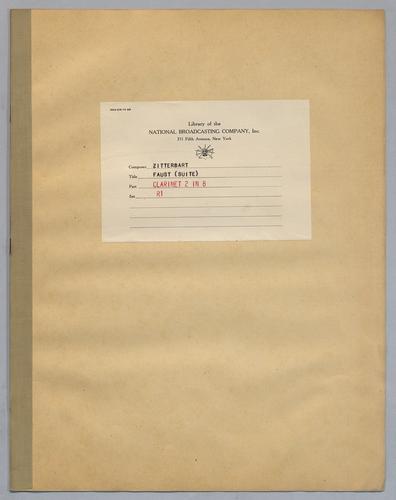 Library of the
NATIONAL BROADCASTING COMPANY, Inc.
711 Fifth Avenue, New York
Composer ZITTERBART
Title FAUST (SUITE)
Part CLARINET 2 IN B
Set R1